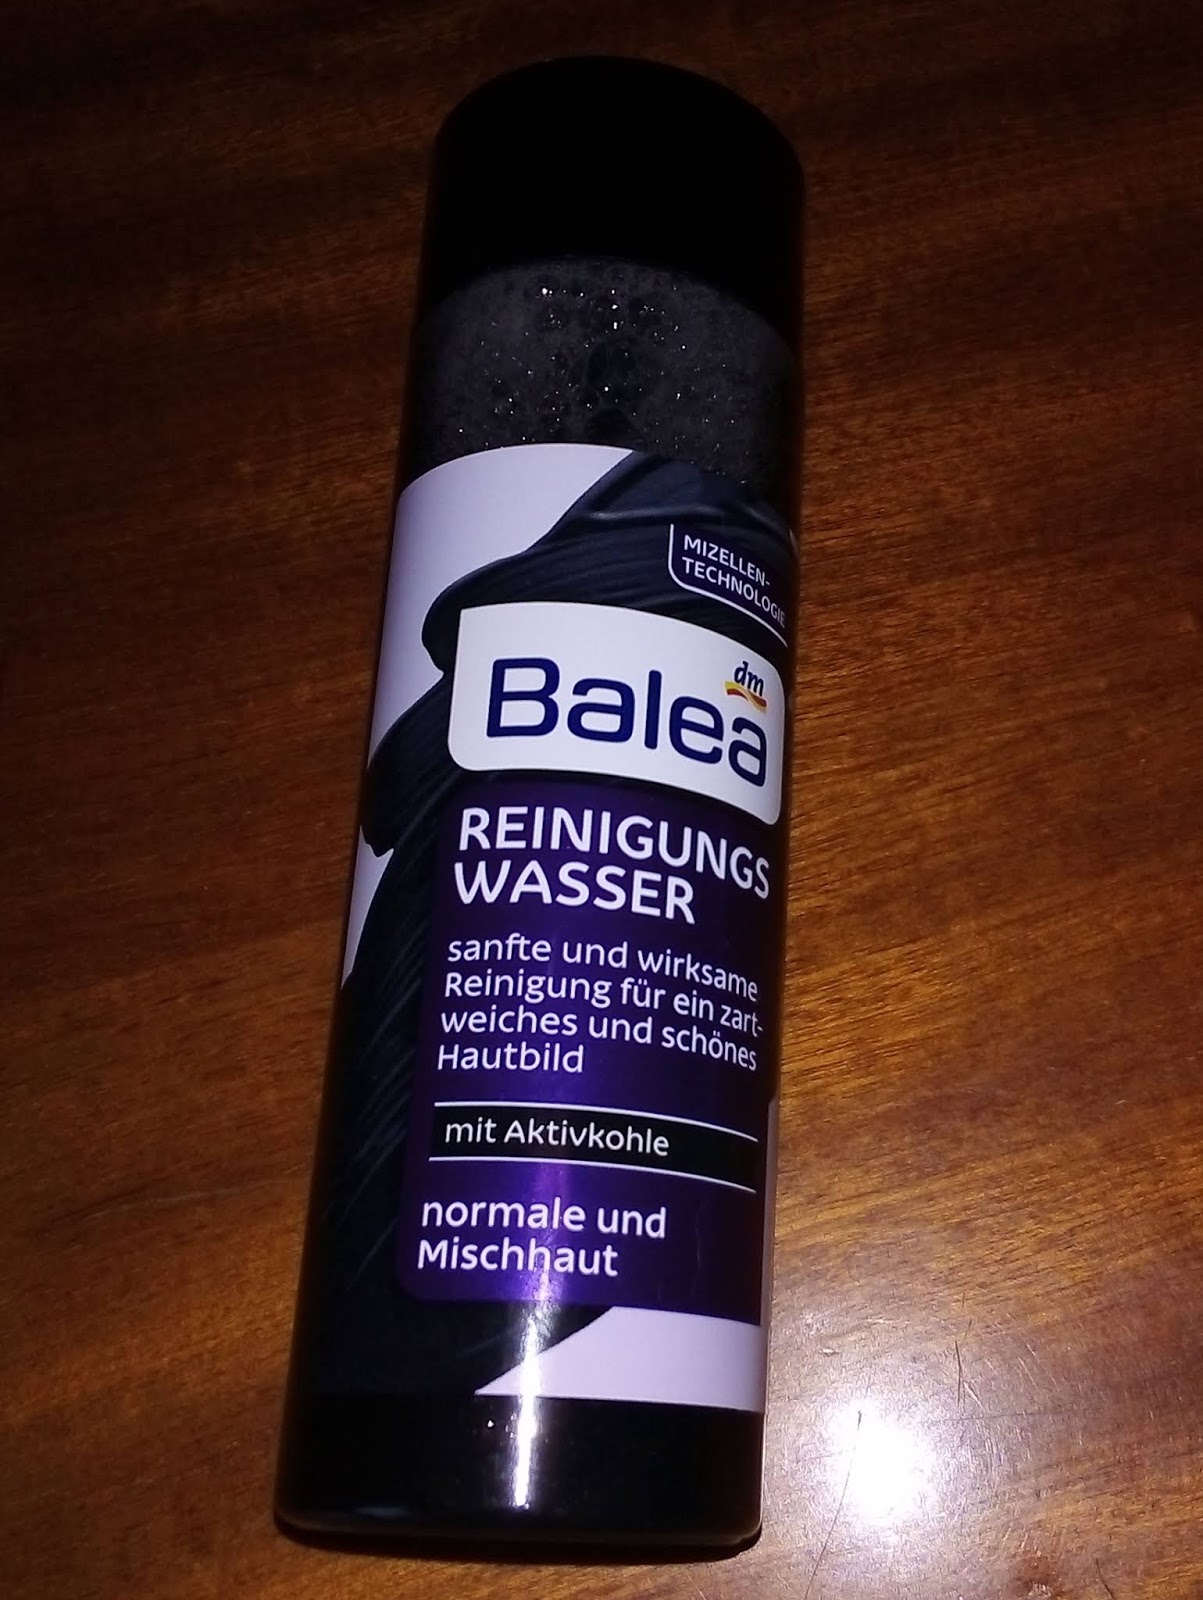 MIZELLEN-
TECHNOLOGIE
dm
Balea
REINIGUNGS
WASSER
sanfte und wirksame
Reinigung für ein zart-
weiches und schönes
Hautbild
mit Aktivkohle
normale und
Mischhaut